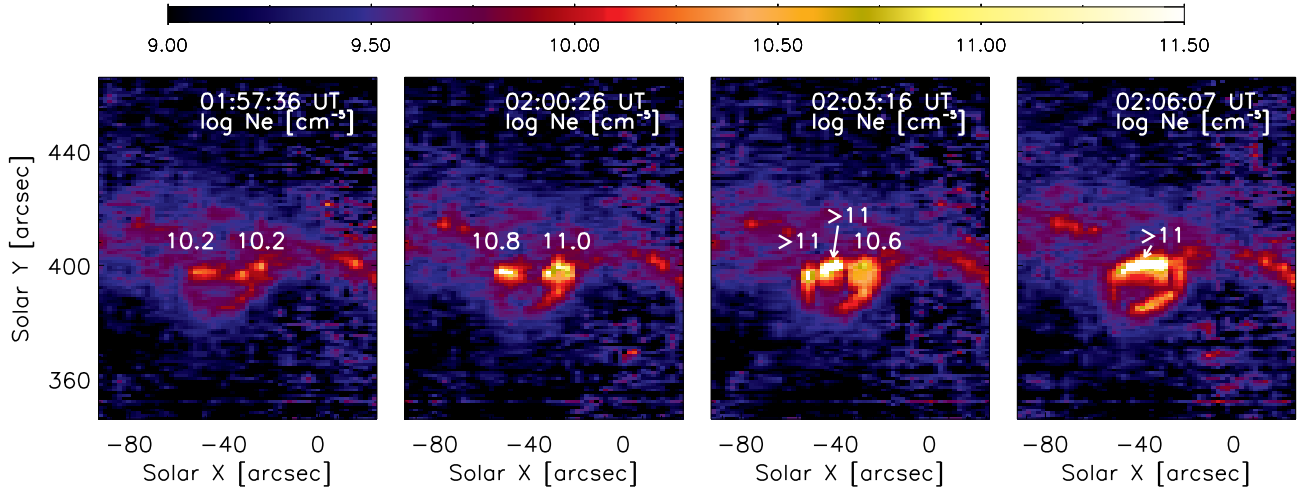 9.00 9.50 10.00 10.50 11.00 11.50
01:57:36 UT
log Ne [cm⁻³]
02:00:26 UT
log Ne [cm⁻³]
02:03:16 UT
log Ne [cm⁻³]
02:06:07 UT
log Ne [cm⁻³]
10.2 10.2
10.8 11.0
>11
>11 10.6
>11
440
400
360
Solar Y [arcsec]
−80 −40 0
−80 −40 0
−80 −40 0
−80 −40 0
Solar X [arcsec]
Solar X [arcsec]
Solar X [arcsec]
Solar X [arcsec]